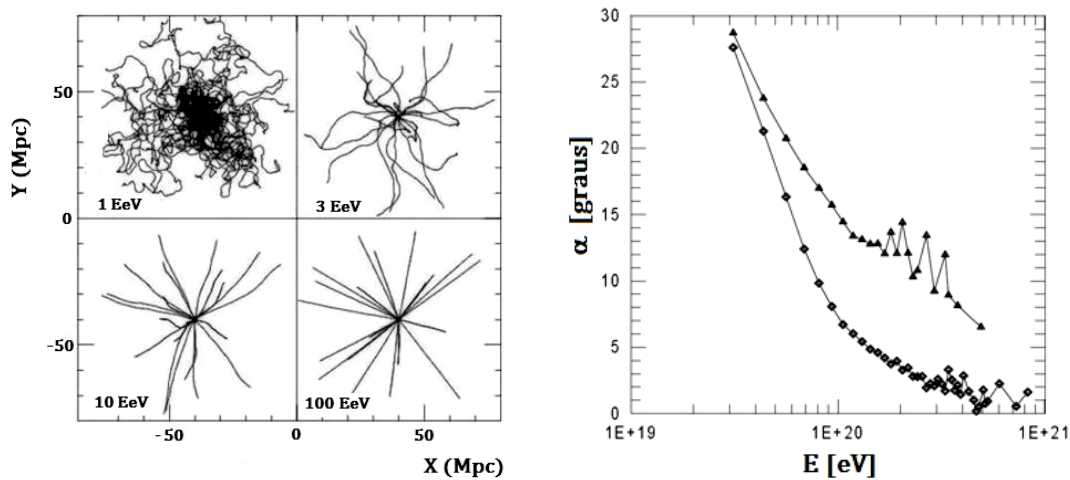 Y (Mpc)
50
0
-50
1 EeV
3 EeV
10 EeV
100 EeV
-50
0
50
X (Mpc)
α [graus]
30
25
20
15
10
5
0
1E+19
1E+20
1E+21
E [eV]